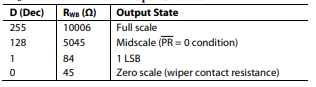 D (Dec) RWB (Ω) Output State
255 10006 Full scale
128 5045 Midscale (PR = 0 condition)
1 84 1 LSB
0 45 Zero scale (wiper contact resistance)